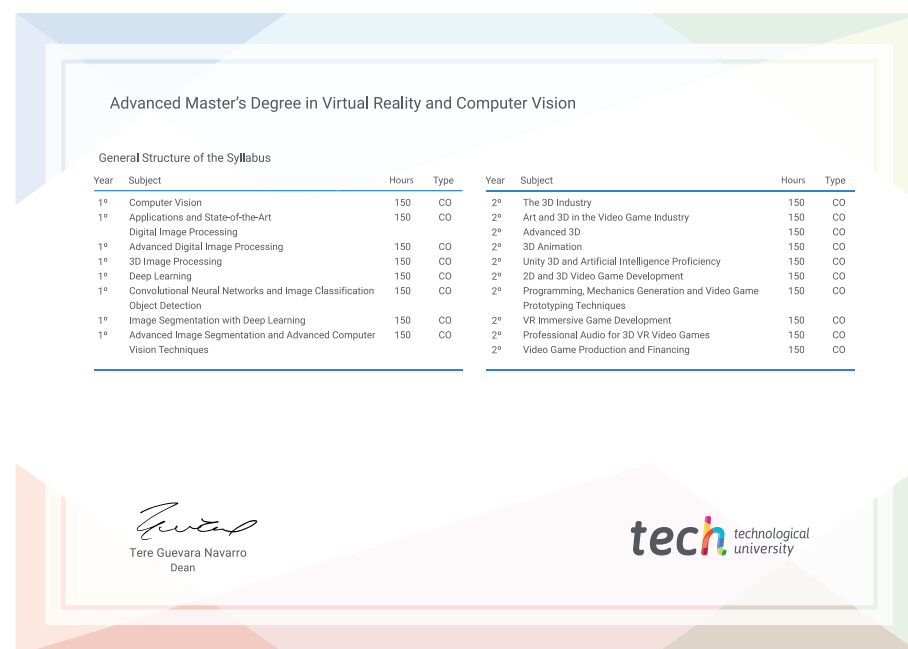 Advanced Master's Degree in Virtual Reality and Computer Vision
General Structure of the Syllabus
Year Subject Hours Type
1º Computer Vision 150 CO
1º Applications and State-of-the-Art 150 CO
Digital Image Processing
1º Advanced Digital Image Processing 150 CO
1º 3D Image Processing 150 CO
1º Deep Learning 150 CO
1º Convolutional Neural Networks and Image Classification 150 CO
Object Detection
1º Image Segmentation with Deep Learning 150 CO
1º Advanced Image Segmentation and Advanced Computer 150 CO
Vision Techniques
Year Subject Hours Type
2º The 3D Industry 150 CO
2º Art and 3D in the Video Game Industry 150 CO
2º Advanced 3D 150 CO
2º 3D Animation 150 CO
2º Unity 3D and Artificial Intelligence Proficiency 150 CO
2º 2D and 3D Video Game Development 150 CO
2º Programming, Mechanics Generation and Video Game 150 CO
Prototyping Techniques
2º VR Immersive Game Development 150 CO
2º Professional Audio for 3D VR Video Games 150 CO
2º Video Game Production and Financing 150 CO
Tere Guevara Navarro
Dean
tech technological
university